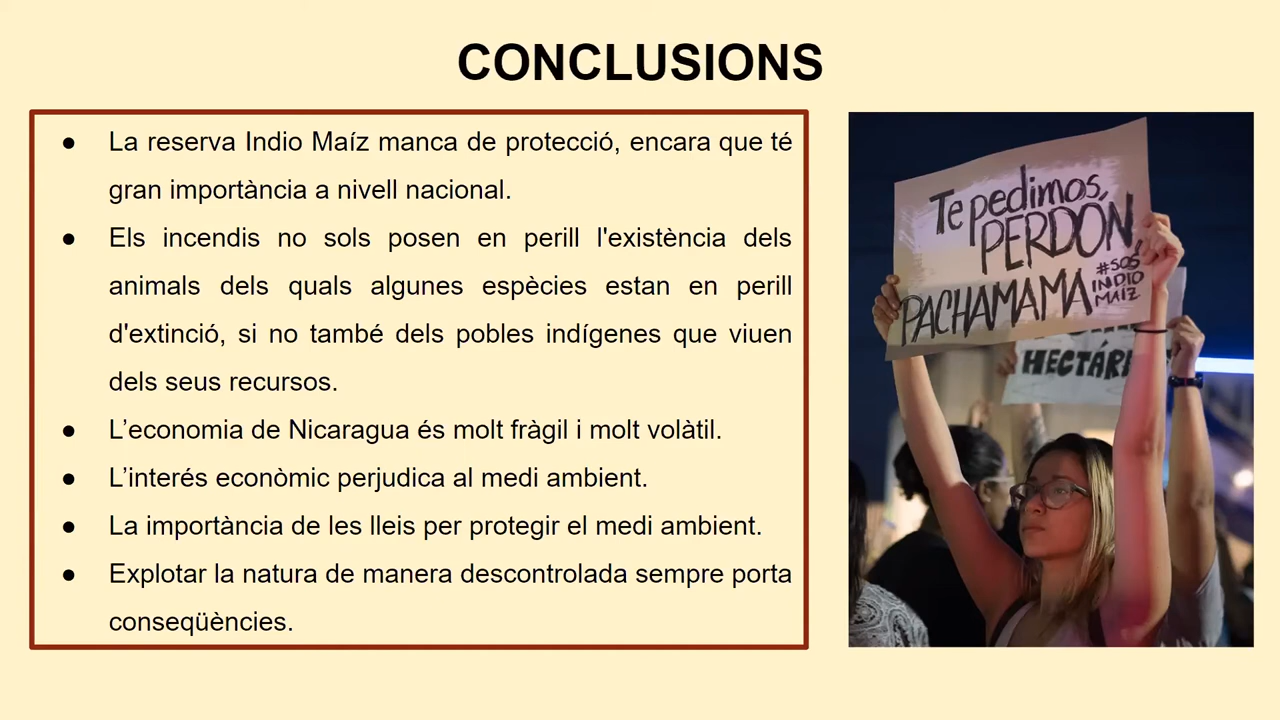 CONCLUSIONS
● La reserva Indio Maíz manca de protecció, encara que té
gran importància a nivell nacional.
● Els incendis no sols posen en perill l'existència dels
animals dels quals algunes espècies estan en perill
d'extinció, si no també dels pobles indígenes que viuen
dels seus recursos.
● L’economia de Nicaragua és molt fràgil i molt volàtil.
● L’interés econòmic perjudica al medi ambient.
● La importància de les lleis per protegir el medi ambient.
● Explotar la natura de manera descontrolada sempre porta
conseqüències.
Te pedimos,
PERDÓN,
PACHAMAMA
#SOS
INDIO
MAÍZ